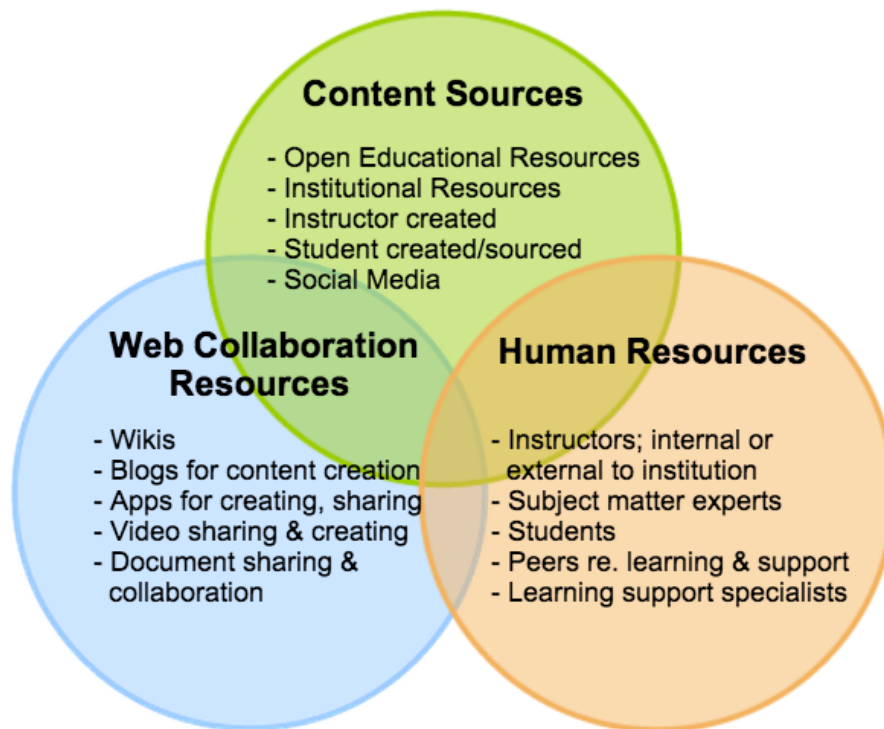 Content Sources
- Open Educational Resources
- Institutional Resources
- Instructor created
- Student created/sourced
- Social Media
Web Collaboration
Resources
- Wikis
- Blogs for content creation
- Apps for creating, sharing
- Video sharing & creating
- Document sharing &
collaboration
Human Resources
- Instructors; internal or
external to institution
- Subject matter experts
- Students
- Peers re. learning & support
- Learning support specialists